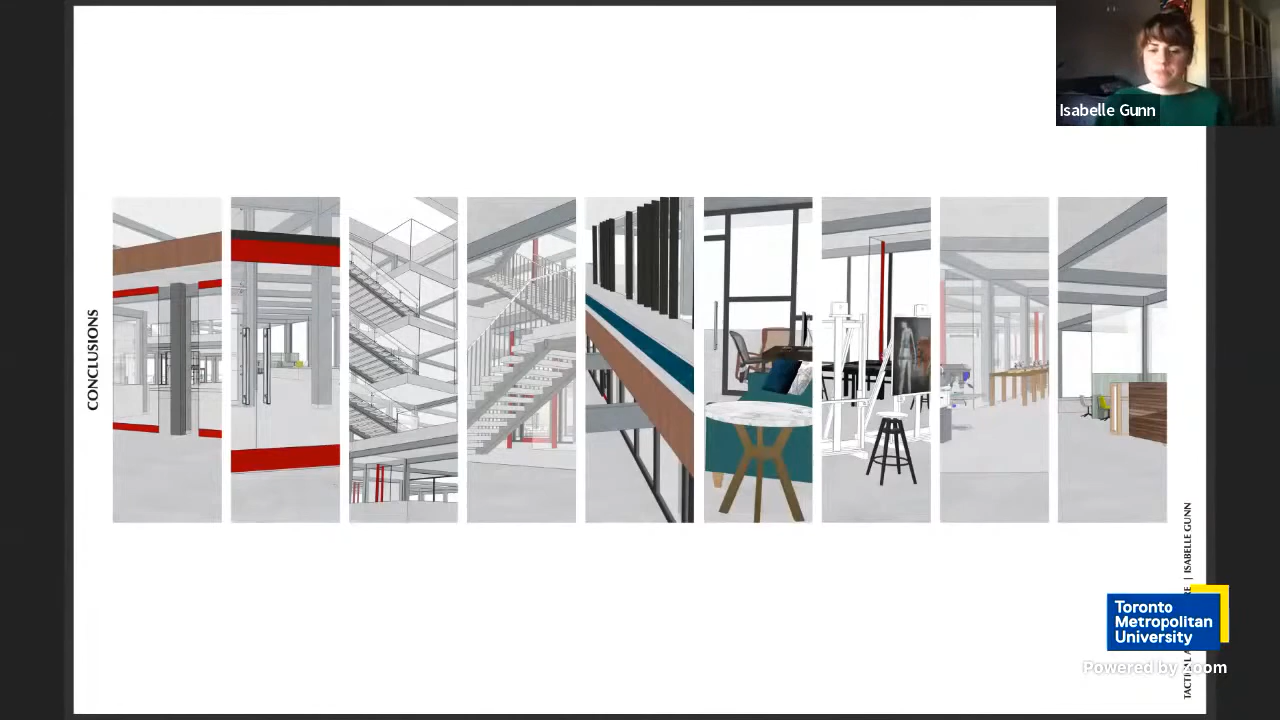 Isabelle Gunn
CONCLUSIONS
| ISABELLE GUNN
Toronto
Metropolitan
University
Powered by Zoom